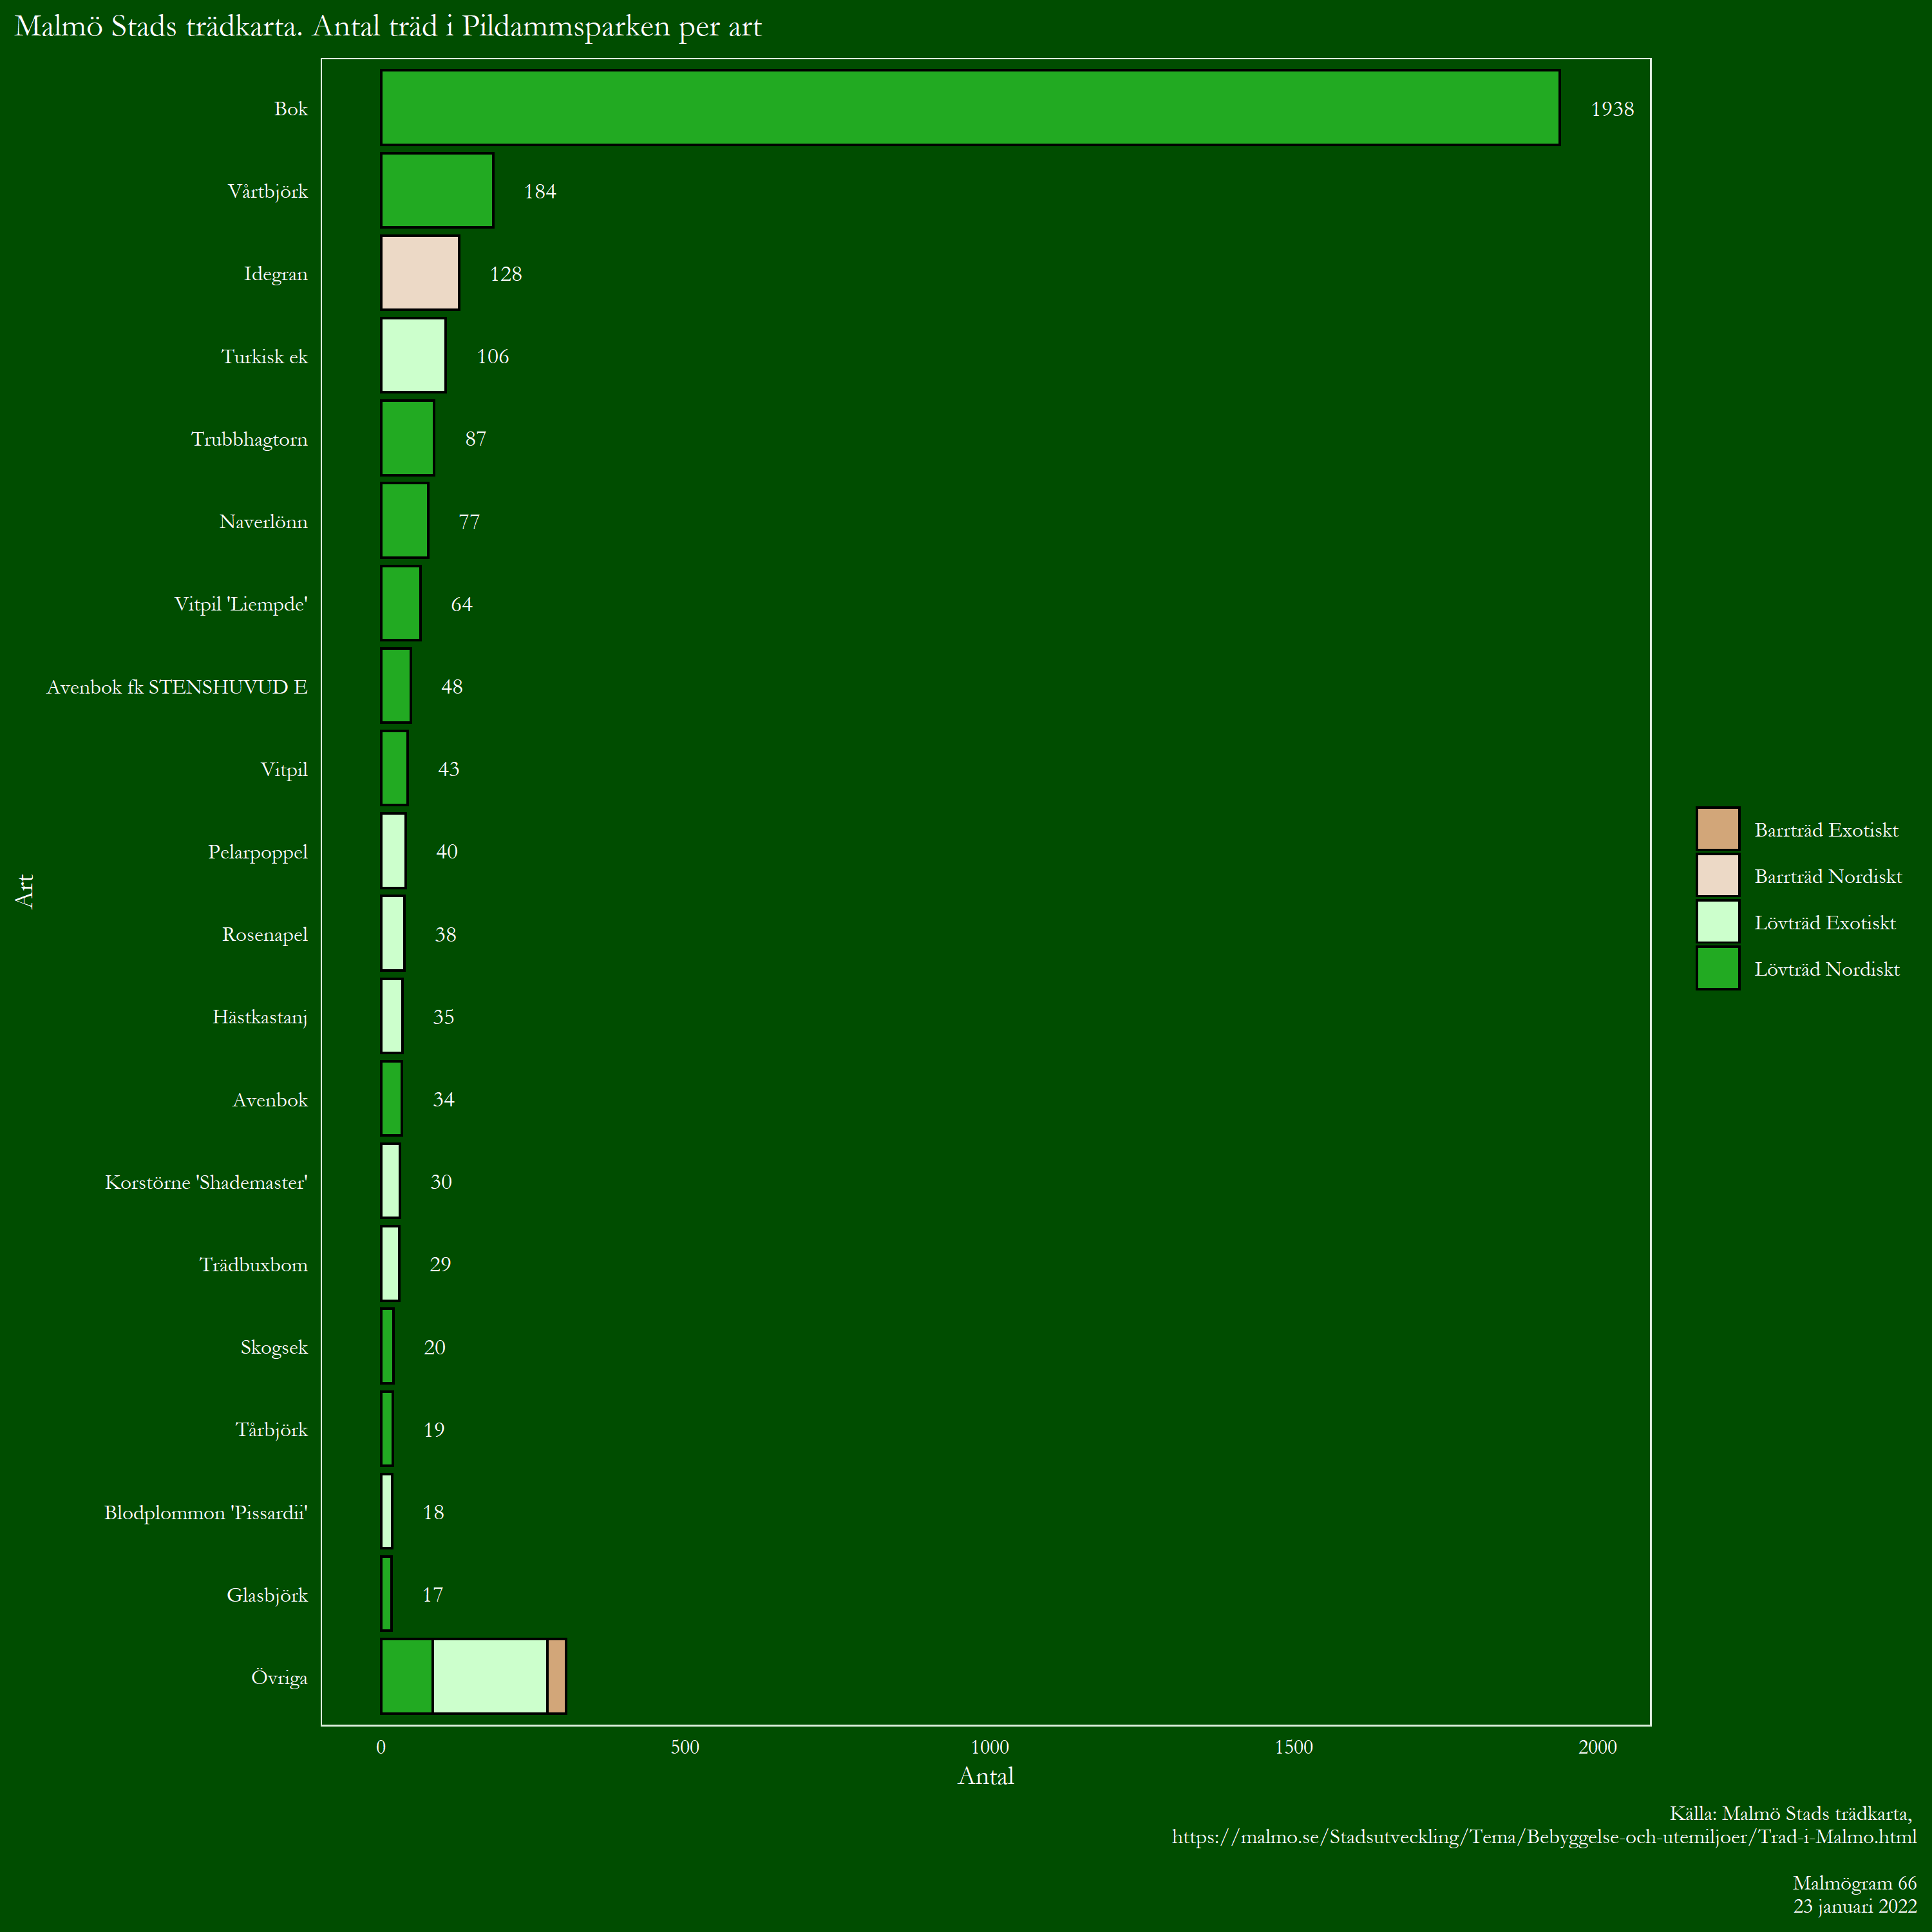 Malmö Stads trädkarta. Antal träd i Pildammsparken per art
Bok
1938
Vårtbjörk
184
Idegran
128
Turkisk ek
106
Trubbhagtorn
87
Naverlönn
77
Vitpil 'Liempde'
64
Avenbok fk STENSHUVUD E
48
Vitpil
43
Pelarpoppel
40
Rosenapel
38
Hästkastanj
35
Avenbok
34
Korstörne 'Shademaster'
30
Trädbuxbom
29
Skogsek
20
Tårbjörk
19
Blodplommon 'Pissardii'
18
Glasbjörk
17
Övriga
Art
0 500 1000 1500 2000
Antal
Barrträd Exotiskt
Barrträd Nordiskt
Lövträd Exotiskt
Lövträd Nordiskt
Källa: Malmö Stads trädkarta,
https://malmo.se/Stadsutveckling/Tema/Bebyggelse-och-utemiljoer/Trad-i-Malmo.html
Malmögram 66
23 januari 2022